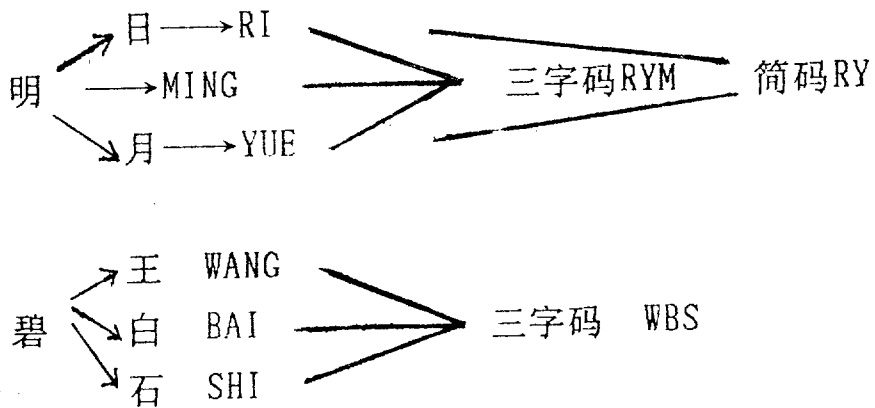 日→RI
明 →MING 三字码RYM 简码RY
月→YUE
王 WANG
碧 白 BAI 三字码 WBS
石 SHI